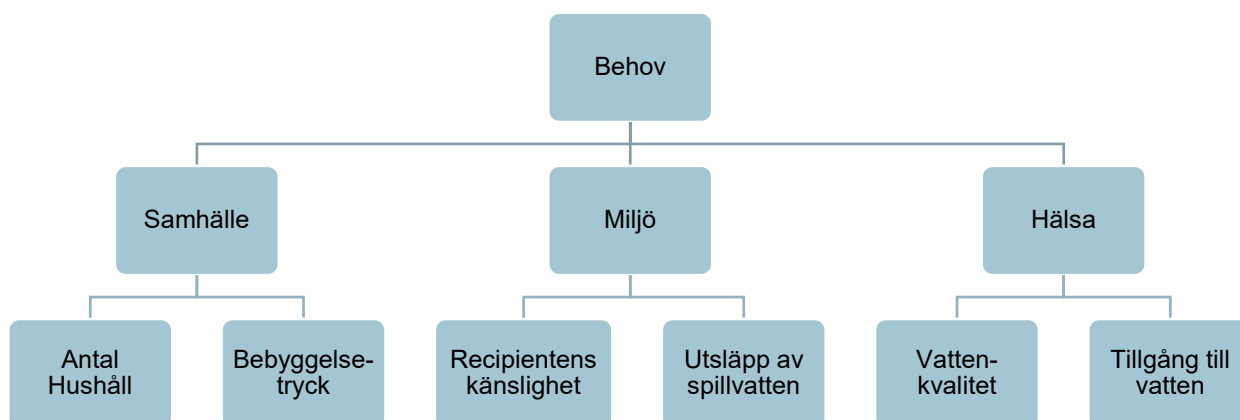 Behov
Samhälle
Miljö
Hälsa
Antal
Hushåll
Bebyggelse-
tryck
Recipientens
känslighet
Utsläpp av
spillvatten
Vatten-
kvalitet
Tillgång till
vatten